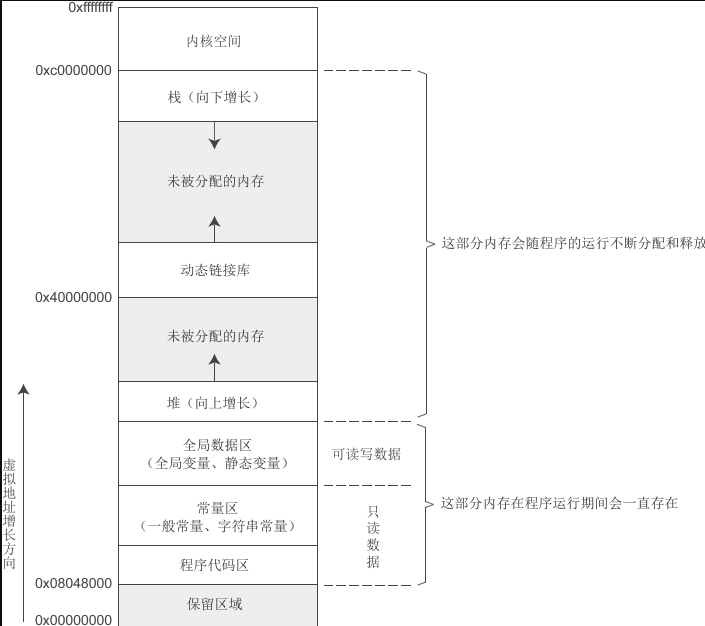 0xffffffff
内核空间
0xc0000000
栈（向下增长）
未被分配的内存
这部分内存会随程序的运行不断分配和释放
动态链接库
0x40000000
未被分配的内存
堆（向上增长）
全局数据区
（全局变量、静态变量）
可读写数据
常量区
（一般常量、字符串常量）
只读数据
这部分内存在程序运行期间会一直存在
程序代码区
0x08048000
保留区域
0x00000000
虚拟地址增长方向